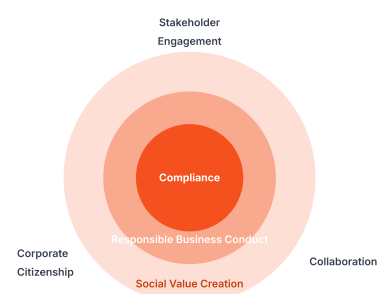 Stakeholder
Engagement
Compliance
Responsible Business Conduct
Corporate
Citizenship
Collaboration
Social Value Creation